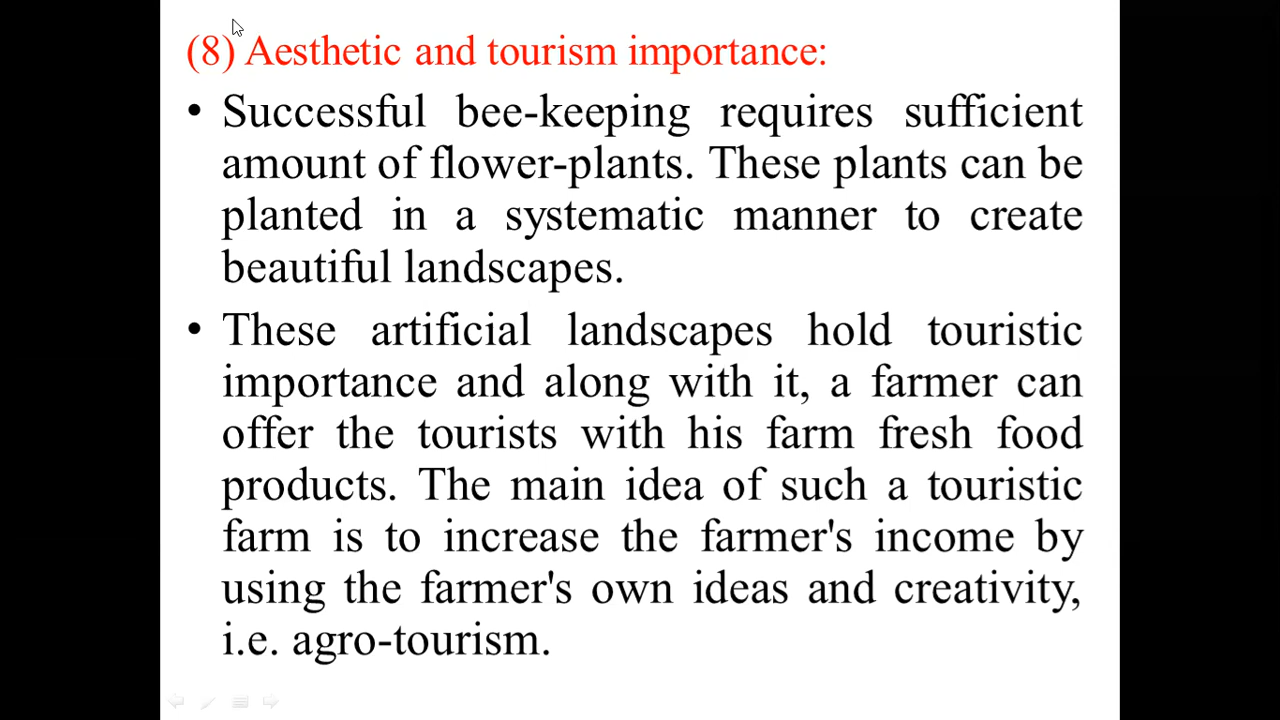 (8) Aesthetic and tourism importance:
• Successful bee-keeping requires sufficient
amount of flower-plants. These plants can be
planted in a systematic manner to create
beautiful landscapes.
• These artificial landscapes hold touristic
importance and along with it, a farmer can
offer the tourists with his farm fresh food
products. The main idea of such a touristic
farm is to increase the farmer's income by
using the farmer's own ideas and creativity,
i.e. agro-tourism.